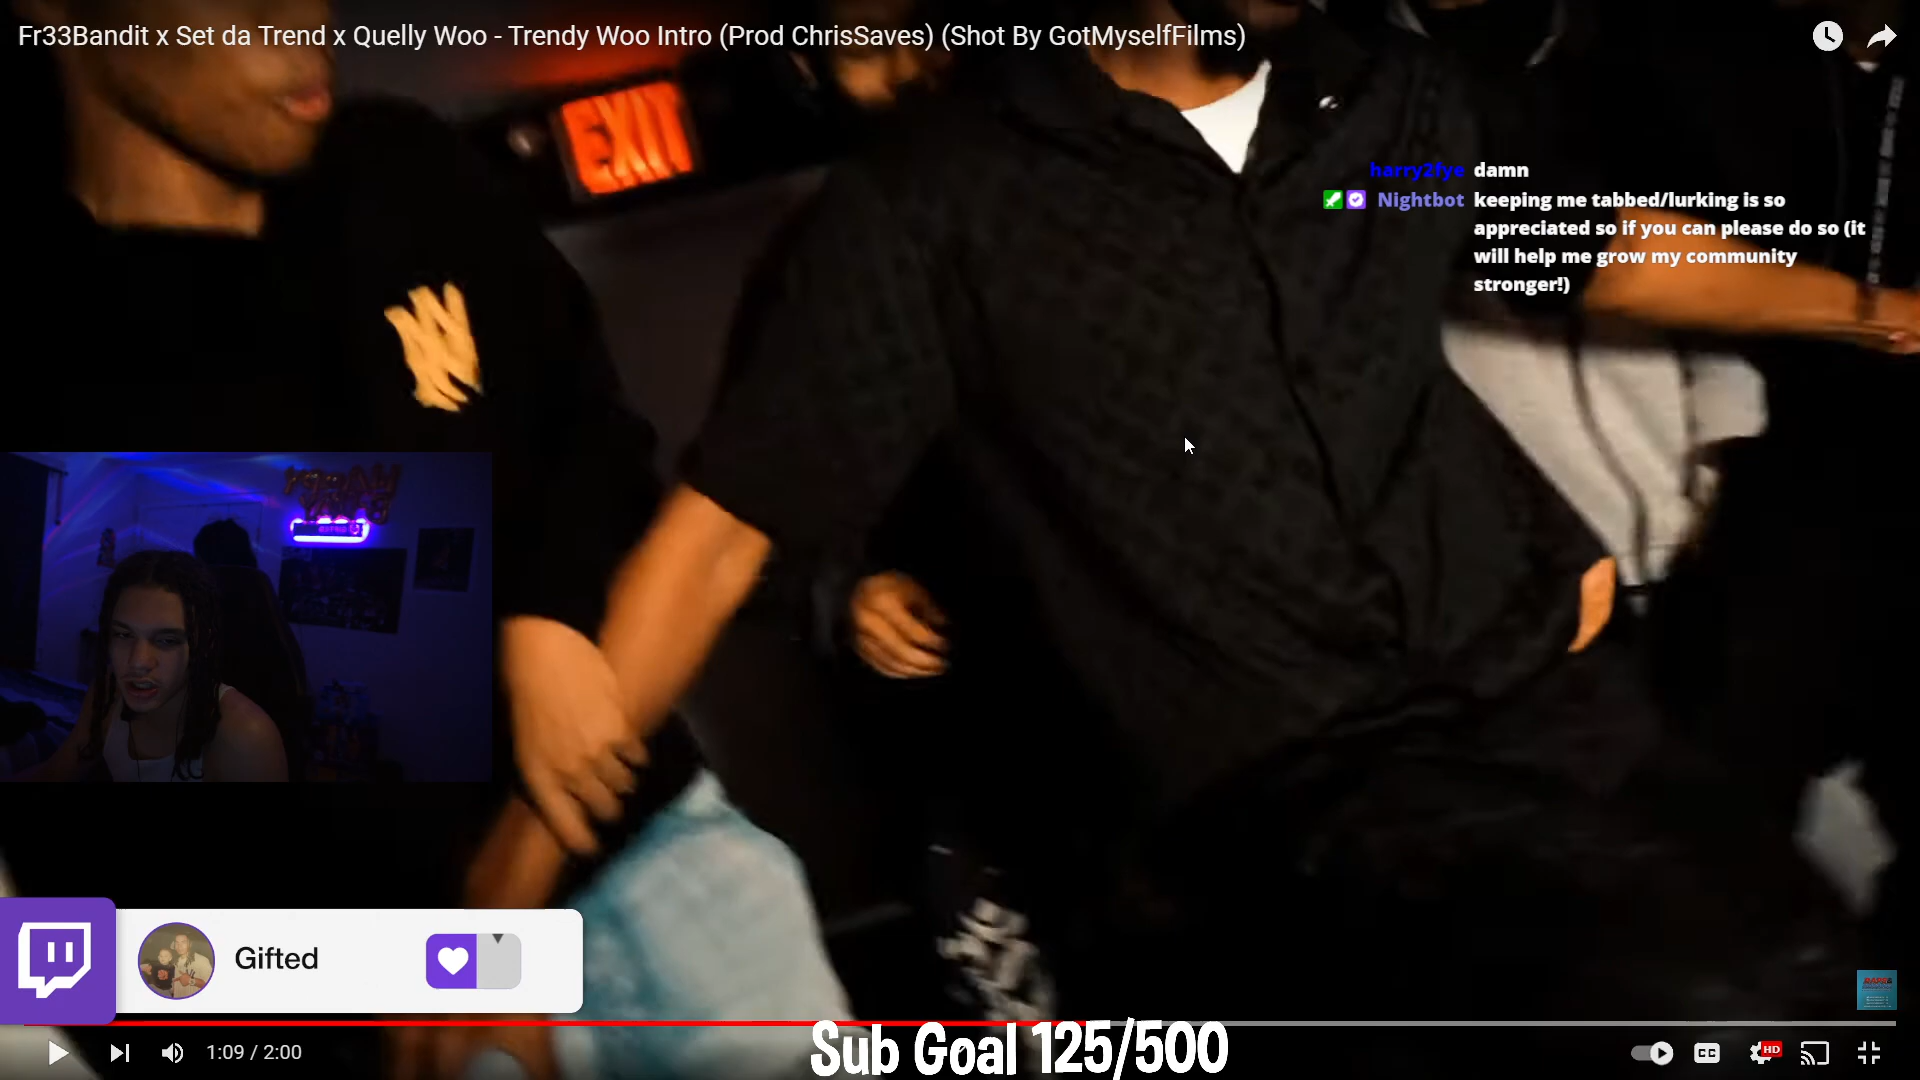 Fr33Bandit x Set da Trend x Quelly Woo - Trendy Woo Intro (Prod ChrisSaves) (Shot By GotMyselfFilms)
EXIT
harry2fye damn
Nightbot keeping me tabbed/lurking is so
appreciated so if you can please do so (it
will help me grow my community
stronger!)
Gifted
1:09 / 2:00
Sub Goal 125/500
CC
HD